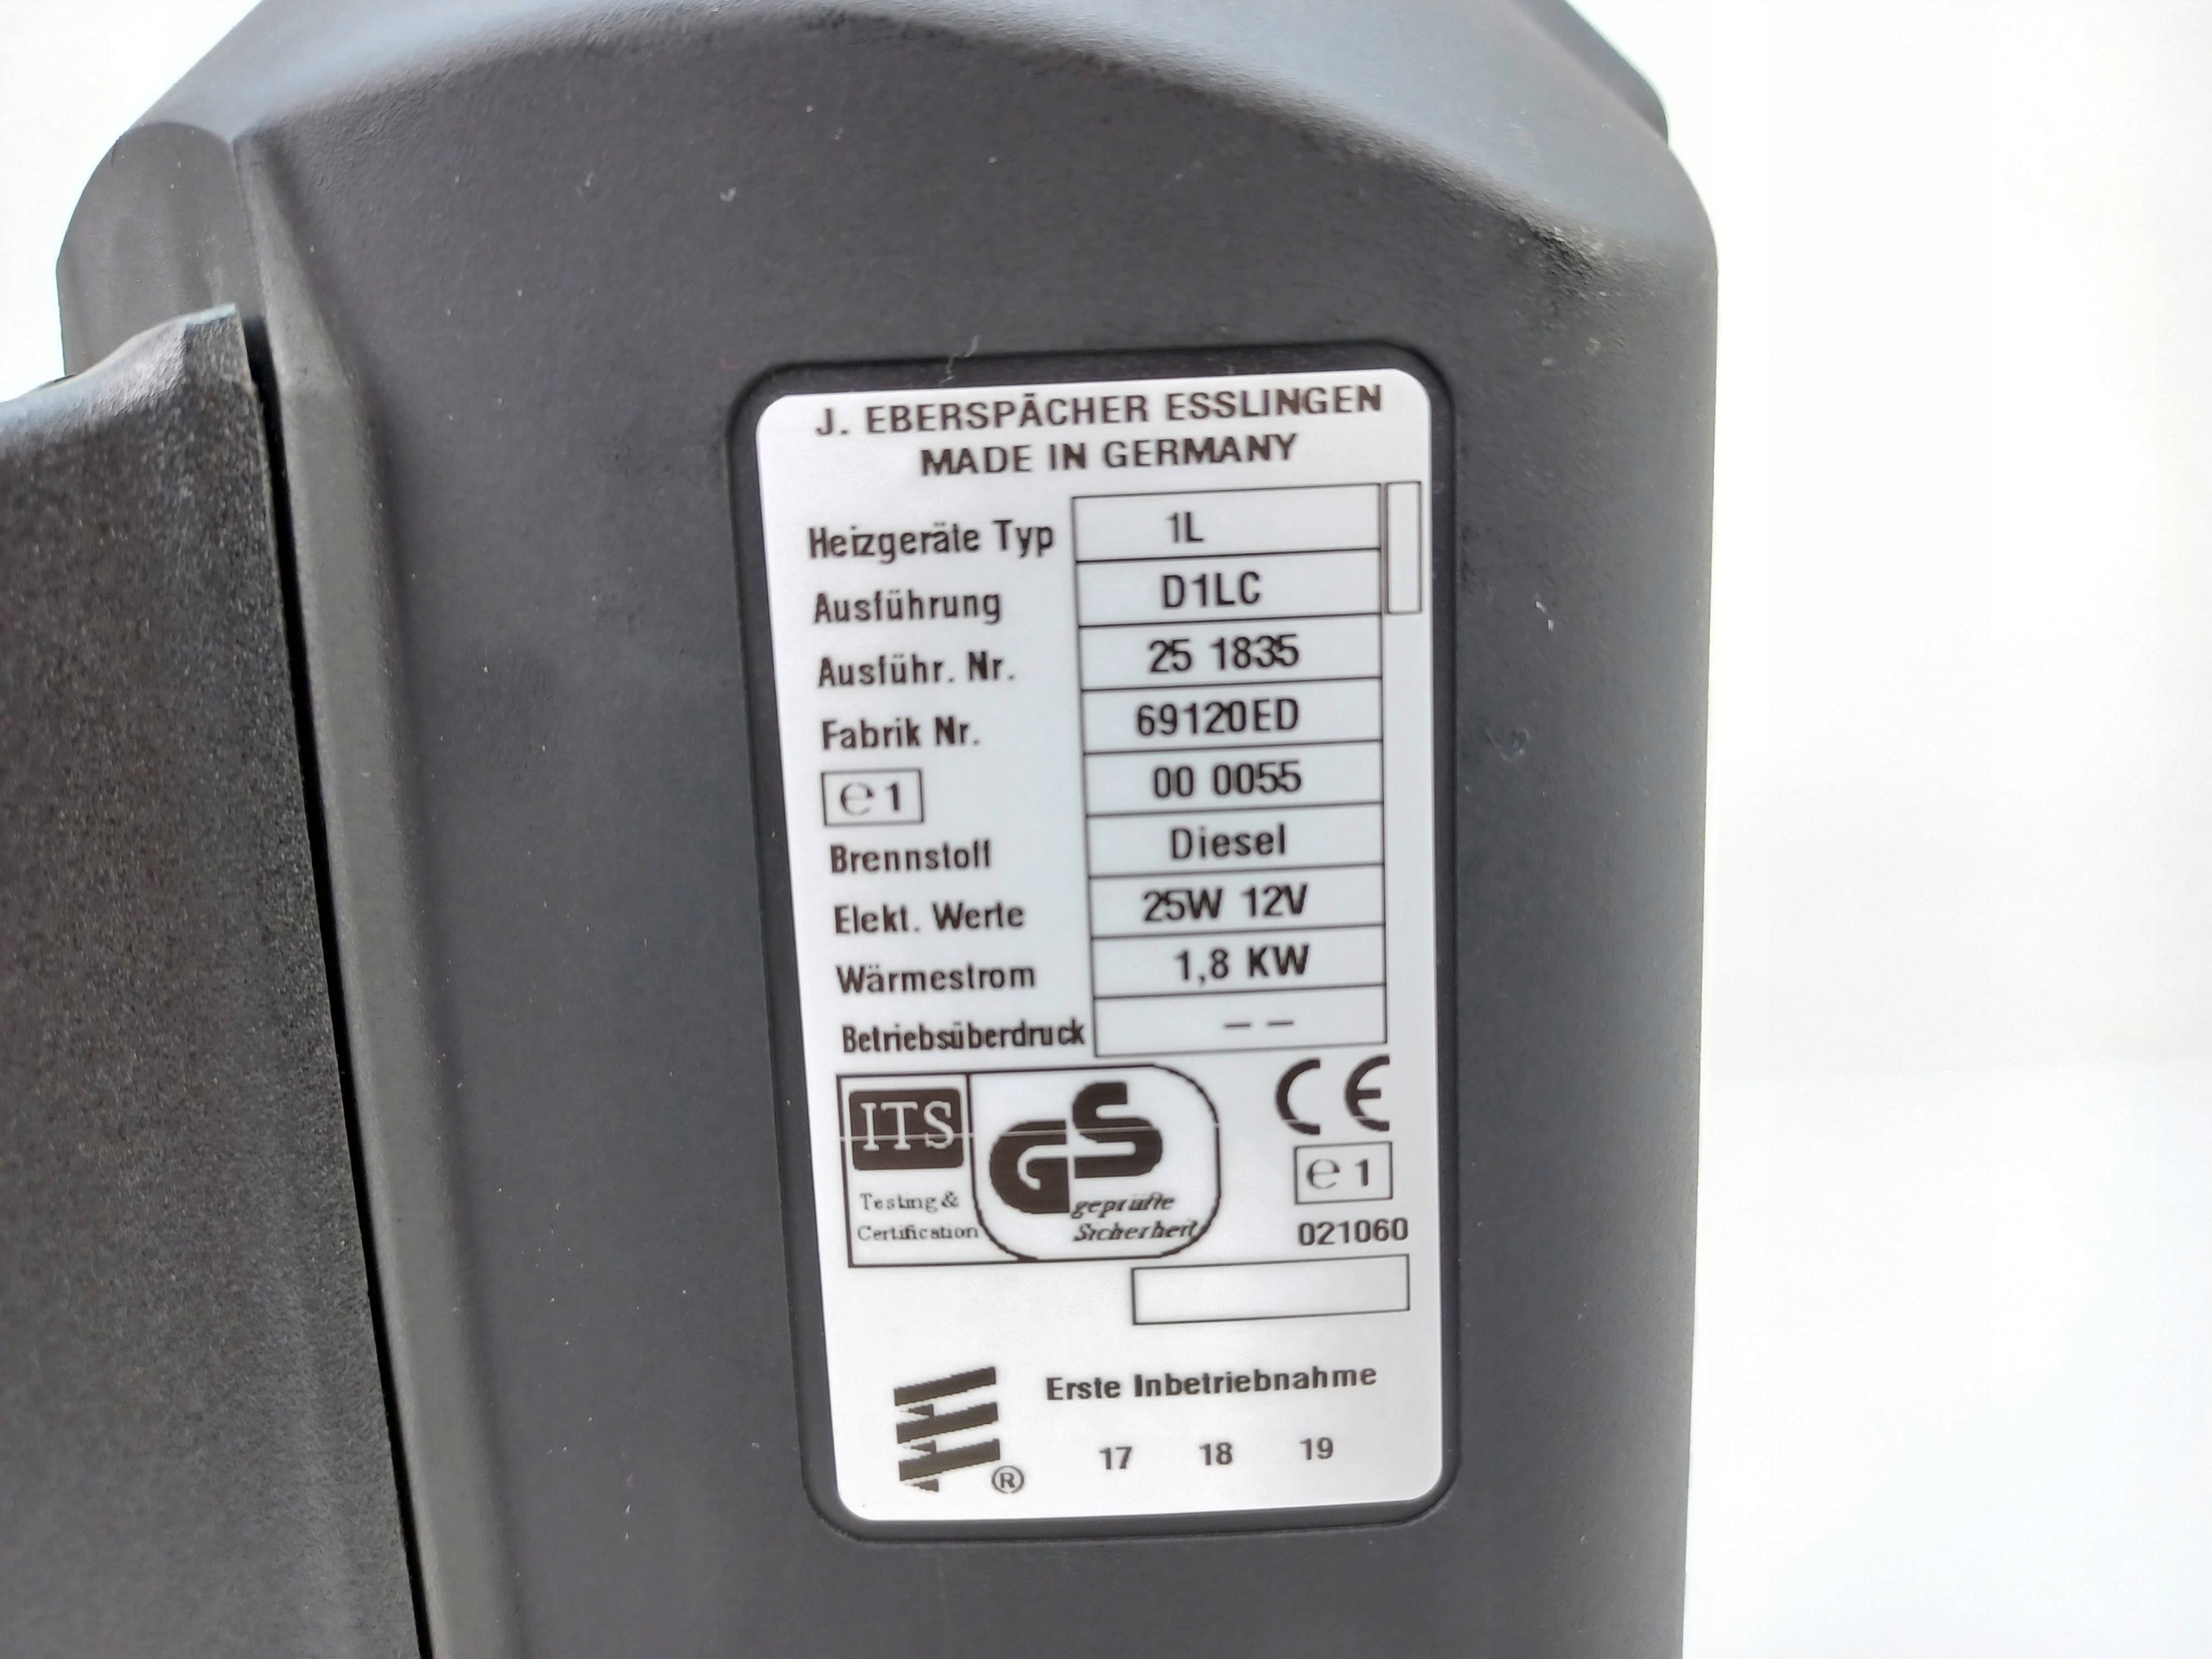 J. EBERSPÄCHER ESSLINGEN
MADE IN GERMANY
Heizgeräte Typ 1L
Ausführung D1LC
Ausführ. Nr. 25 1835
Fabrik Nr. 69120ED
e1 00 0055
Brennstoff Diesel
Elekt. Werte 25W 12V
Wärmestrom 1,8 KW
Betriebsüberdruck – –
ITS
Testing &
Certification
GS
geprüfte
Sicherheit
CE
e1
021060
Erste Inbetriebnahme
17 18 19
®